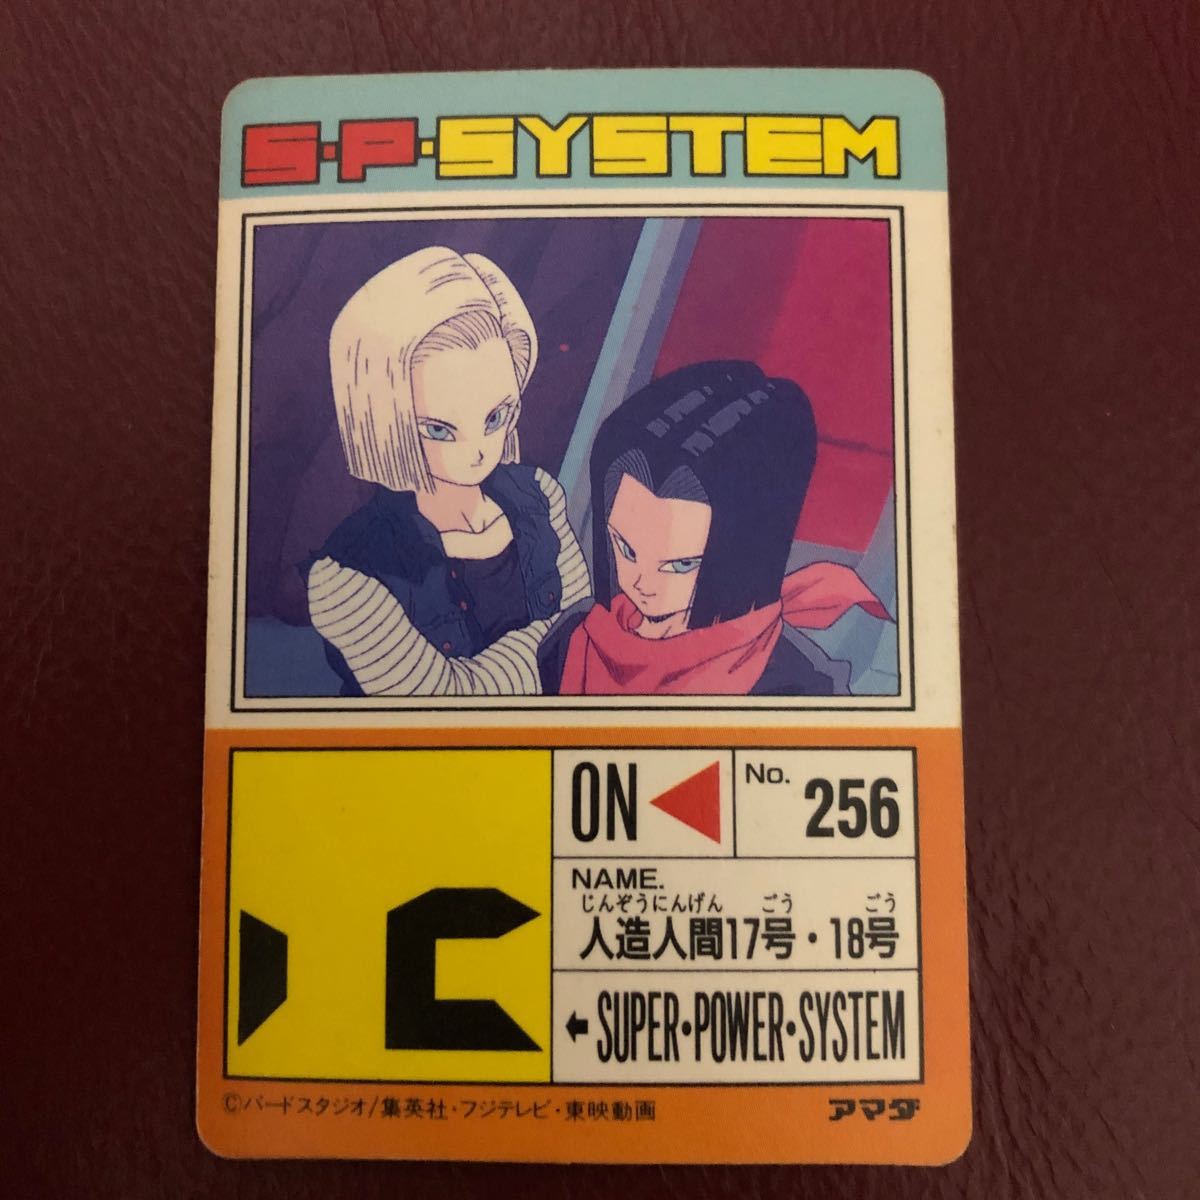 S·P·SYSTEM
ON
No. 256
NAME.
じんぞうにんげん ごう ごう
人造人間17号・18号
SUPER・POWER・SYSTEM
©バードスタジオ/集英社・フジテレビ・東映動画
アマダ